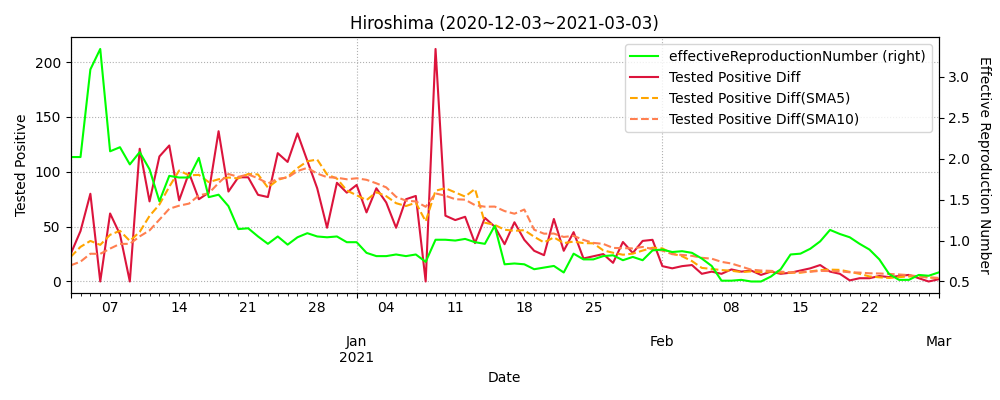 Hiroshima (2020-12-03~2021-03-03)
effectiveReproductionNumber (right)
Tested Positive Diff
Tested Positive Diff(SMA5)
Tested Positive Diff(SMA10)
Tested Positive
200
150
100
50
0
3.0
2.5
2.0
1.5
1.0
0.5
Effective Reproduction Number
07 14 21 28 04 11 18 25 08 15 22
Jan Feb Mar
2021
Date